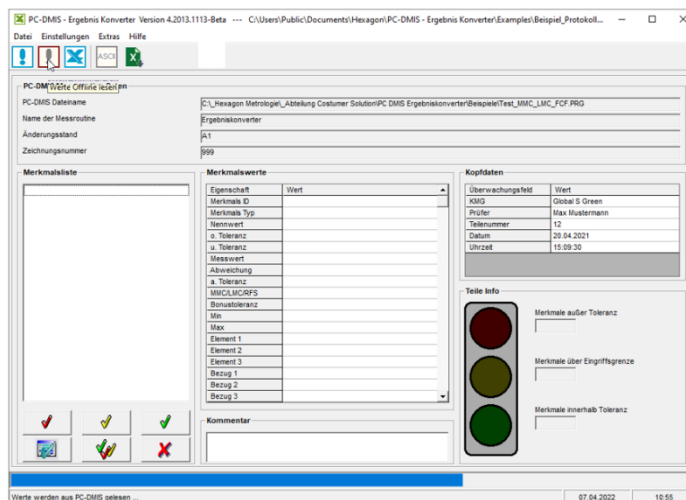 PC-DMIS - Ergebnis Konverter Version 4.2013.1113-Beta --- C:\Users\Public\Documents\Hexagon\PC-DMIS - Ergebnis Konverter\Examples\Beispiel_Protokoll...
Datei Einstellungen Extras Hilfe
ASCII
PC-DMIS
Werte Offline lesen
PC-DMIS Dateiname C:\_Hexagon Metrologie\_Abteilung Costumer Solution\PC DMIS Ergebniskonverter\Beispiele\Test_MMC_LMC_FCF.PRG
Name der Messroutine Ergebniskonverter
Änderungsstand A1
Zeichnungsnummer 999
Merkmalsliste Merkmalswerte Kopfdaten
Eigenschaft Wert Überwachungsfeld Wert
Merkmals ID KMG Global S Green
Merkmals Typ Prüfer Max Mustermann
Nennwert Teilenummer 12
o. Toleranz Datum 20.04.2021
u. Toleranz Uhrzeit 15:09:30
Messwert
Abweichung
a. Toleranz
MMC/LMC/RFS
Bonustoleranz Teile Info
Min
Max Merkmale außer Toleranz
Element 1
Element 2
Element 3 Merkmale über Eingriffsgrenze
Bezug 1
Bezug 2
Bezug 3
Merkmale innerhalb Toleranz
Kommentar
Werte werden aus PC-DMIS gelesen ... 07.04.2022 10:55